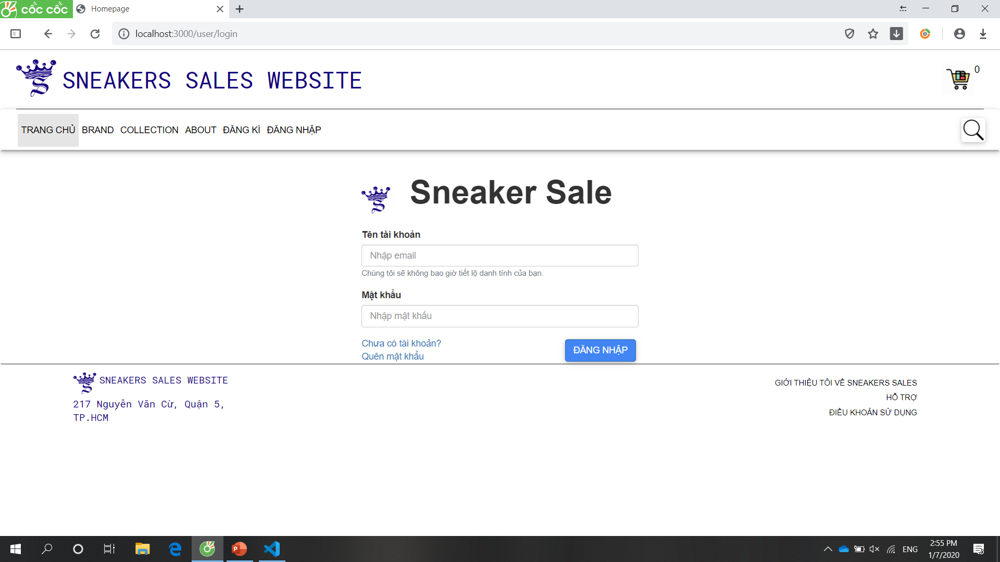 cốc cốc
Homepage
localhost:3000/user/login
SNEAKERS SALES WEBSITE
0
TRANG CHỦ BRAND COLLECTION ABOUT ĐĂNG KÍ ĐĂNG NHẬP
Sneaker Sale
Tên tài khoản
Nhập email
Chúng tôi sẽ không bao giờ tiết lộ danh tính của bạn.
Mật khẩu
Nhập mật khẩu
Chưa có tài khoản?
Quên mật khẩu
ĐĂNG NHẬP
SNEAKERS SALES WEBSITE
217 Nguyễn Văn Cừ, Quận 5,
TP.HCM
GIỚI THIỆU TÔI VỀ SNEAKERS SALES
HỖ TRỢ
ĐIỀU KHOẢN SỬ DỤNG
ENG
2:55 PM
1/7/2020